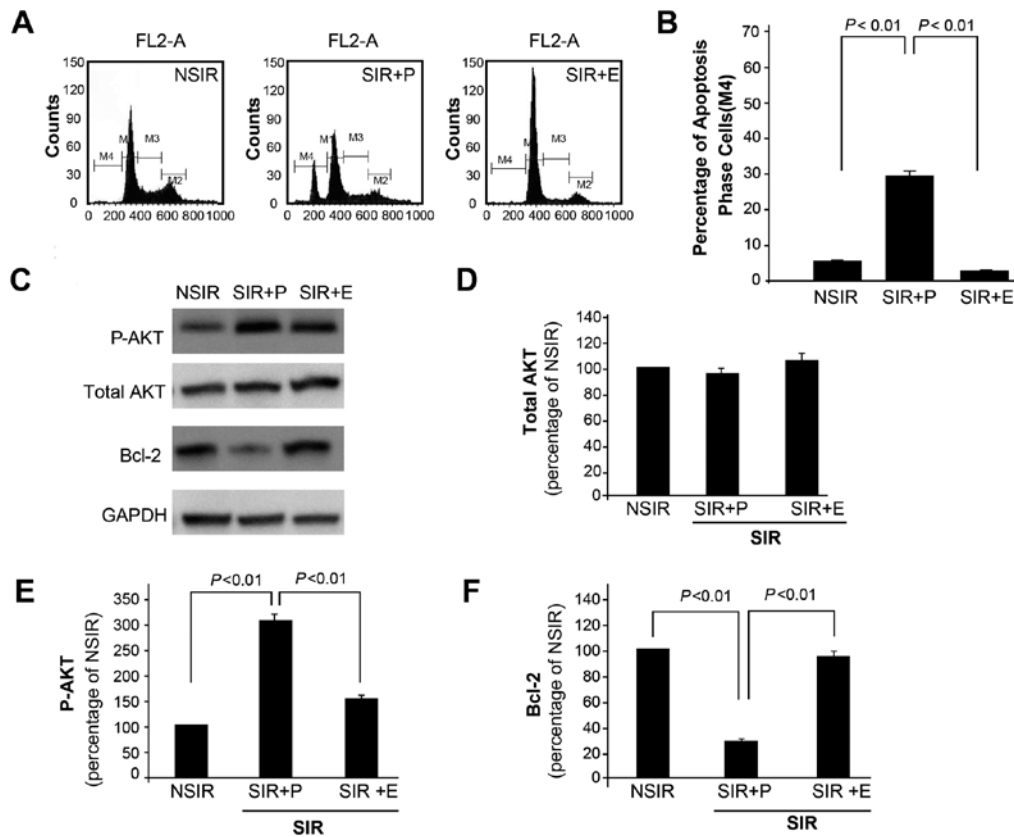 A
FL2-A
FL2-A
FL2-A
NSIR
SIR+P
SIR+E
Counts
150
120
90
60
30
0
M4
M3
M2
0 200 400 600 800 1000
Counts
150
120
90
60
30
0
M4
M3
M2
0 200 400 600 800 1000
Counts
150
120
90
60
30
0
M4
M3
M2
0 200 400 600 800 1000
B
P < 0.01
P < 0.01
Percentage of Apoptosis
Phase Cells(M4)
70
60
50
40
30
20
10
0
NSIR
SIR+P
SIR+E
C
NSIR SIR+P SIR+E
P-AKT
Total AKT
Bcl-2
GAPDH
D
Total AKT
(percentage of NSIR)
140
120
100
80
60
40
20
0
NSIR
SIR+P
SIR+E
SIR
E
P<0.01
P<0.01
P-AKT
(percentage of NSIR)
350
300
250
200
150
100
50
0
NSIR
SIR+P
SIR +E
SIR
F
P<0.01
P<0.01
Bcl-2
(percentage of NSIR)
140
120
100
80
60
40
20
0
NSIR
SIR+P
SIR +E
SIR